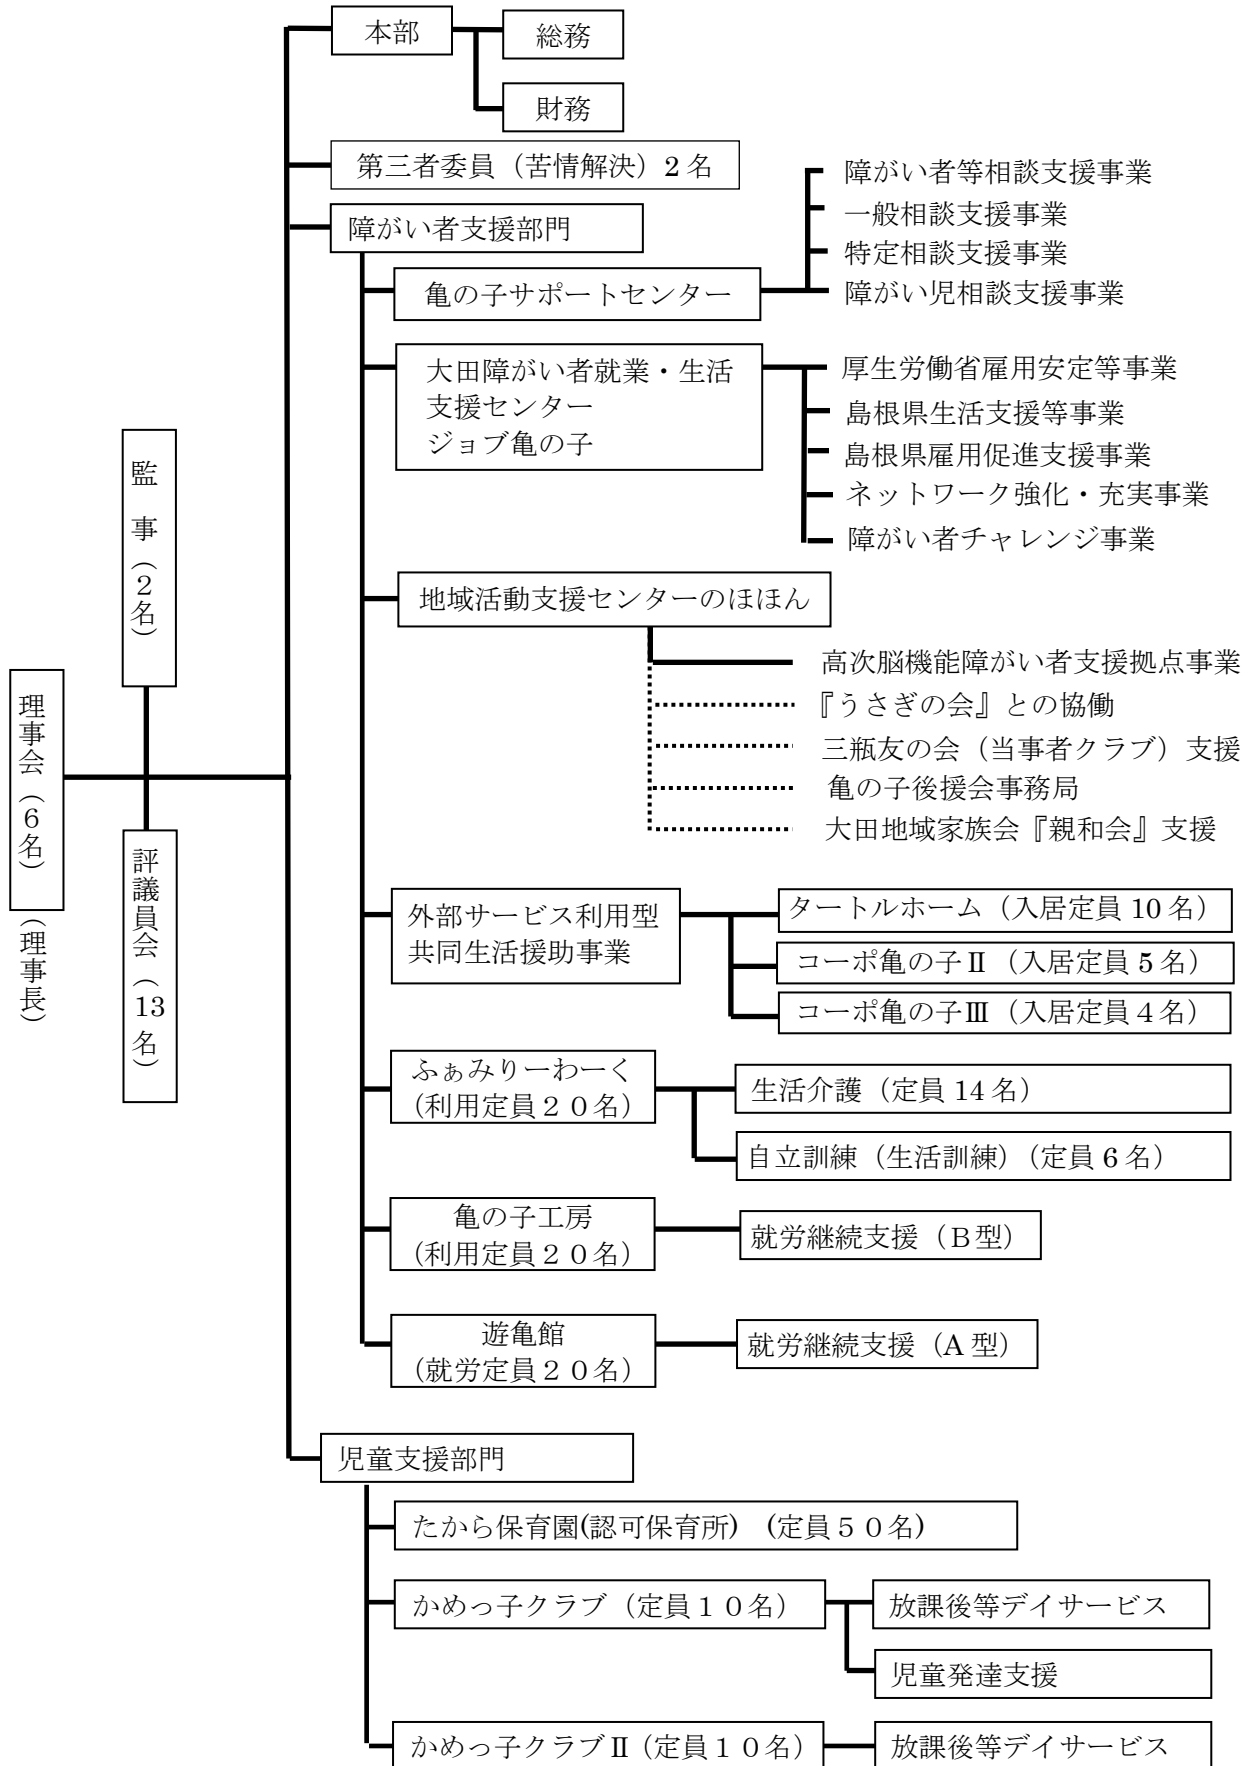 本部
総務
財務
第三者委員（苦情解決）2名
障がい者支援部門
亀の子サポートセンター
障がい者等相談支援事業
一般相談支援事業
特定相談支援事業
障がい児相談支援事業
大田障がい者就業・生活
支援センター
ジョブ亀の子
厚生労働省雇用安定等事業
島根県生活支援等事業
島根県雇用促進支援事業
ネットワーク強化・充実事業
障がい者チャレンジ事業
監　事（2名）
理事会（6名）
（理事長）
評議員会（13名）
地域活動支援センターのほほん
高次脳機能障がい者支援拠点事業
『うさぎの会』との協働
三瓶友の会（当事者クラブ）支援
亀の子後援会事務局
大田地域家族会『親和会』支援
外部サービス利用型
共同生活援助事業
タートルホーム（入居定員 10 名）
コーポ亀の子Ⅱ（入居定員 5 名）
コーポ亀の子Ⅲ（入居定員 4 名）
ふぁみりーわーく
(利用定員２０名）
生活介護（定員 14 名）
自立訓練（生活訓練）（定員 6 名）
亀の子工房
(利用定員２０名）
就労継続支援（Ｂ型）
遊亀館
（就労定員２０名）
就労継続支援（A 型）
児童支援部門
たから保育園(認可保育所)　(定員５０名)
かめっ子クラブ（定員１０名）
放課後等デイサービス
児童発達支援
かめっ子クラブⅡ（定員１０名）
放課後等デイサービス